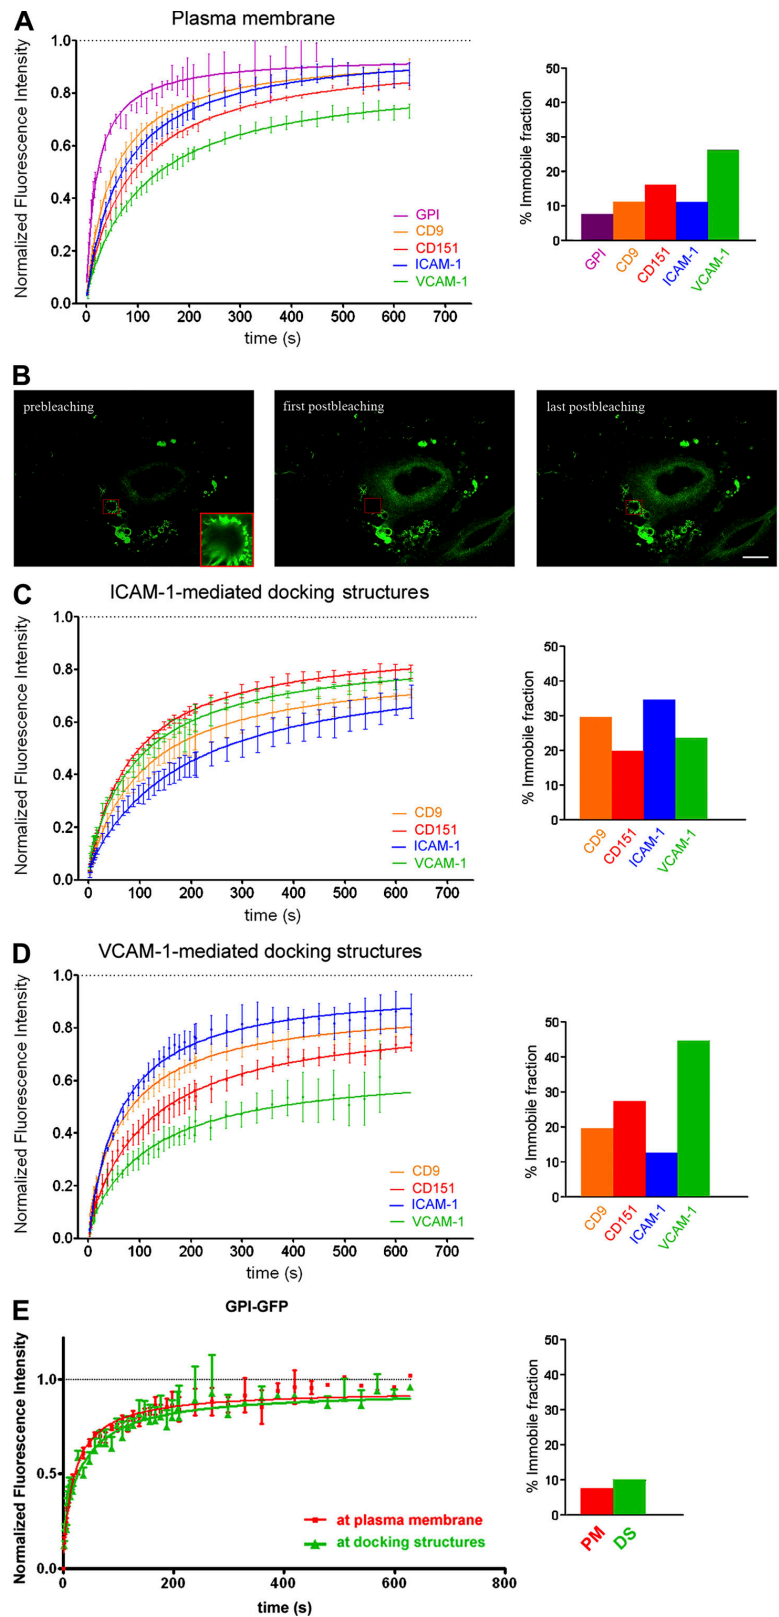 A
Plasma membrane
Normalized Fluorescence Intensity
1.0
0.8
0.6
0.4
0.2
0.0
0 100 200 300 400 500 600 700
time (s)
GPI
CD9
CD151
ICAM-1
VCAM-1
% Immobile fraction
50
40
30
20
10
0
GPI
CD9
CD151
ICAM-1
VCAM-1
B
prebleaching
first postbleaching
last postbleaching
C
ICAM-1-mediated docking structures
Normalized Fluorescence Intensity
1.0
0.8
0.6
0.4
0.2
0.0
0 100 200 300 400 500 600 700
time (s)
CD9
CD151
ICAM-1
VCAM-1
% Immobile fraction
50
40
30
20
10
0
CD9
CD151
ICAM-1
VCAM-1
D
VCAM-1-mediated docking structures
Normalized Fluorescence Intensity
1.0
0.8
0.6
0.4
0.2
0.0
0 100 200 300 400 500 600 700
time (s)
CD9
CD151
ICAM-1
VCAM-1
% Immobile fraction
50
40
30
20
10
0
CD9
CD151
ICAM-1
VCAM-1
E
GPI-GFP
Normalized Fluorescence Intensity
1.0
0.5
0.0
0 200 400 600 800
time (s)
at plasma membrane
at docking structures
% Immobile fraction
50
40
30
20
10
0
PM
DS